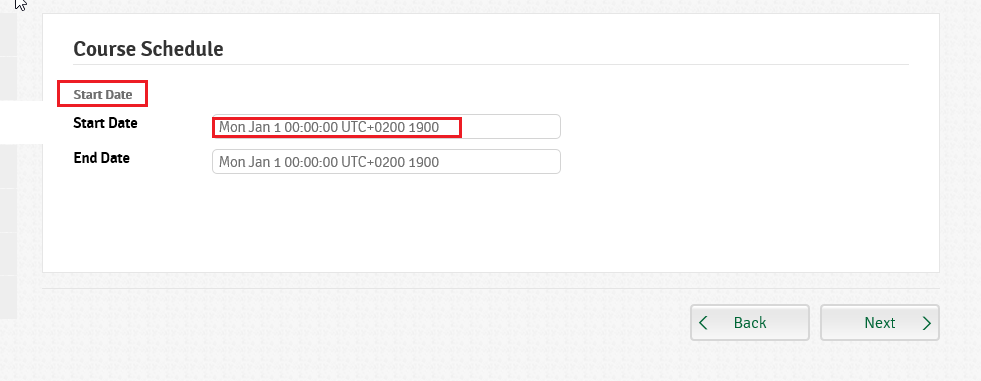 Course Schedule
Start Date
Start Date
Mon Jan 1 00:00:00 UTC+0200 1900
End Date
Mon Jan 1 00:00:00 UTC+0200 1900
Back
Next